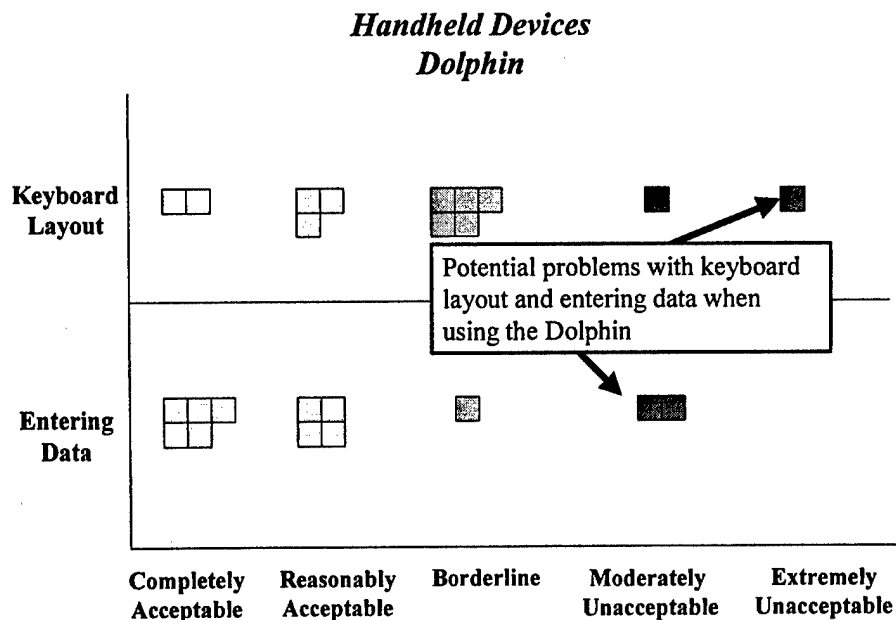 Handheld Devices
Dolphin
Keyboard
Layout
Potential problems with keyboard
layout and entering data when
using the Dolphin
Entering
Data
Completely
Acceptable
Reasonably
Acceptable
Borderline
Moderately
Unacceptable
Extremely
Unacceptable